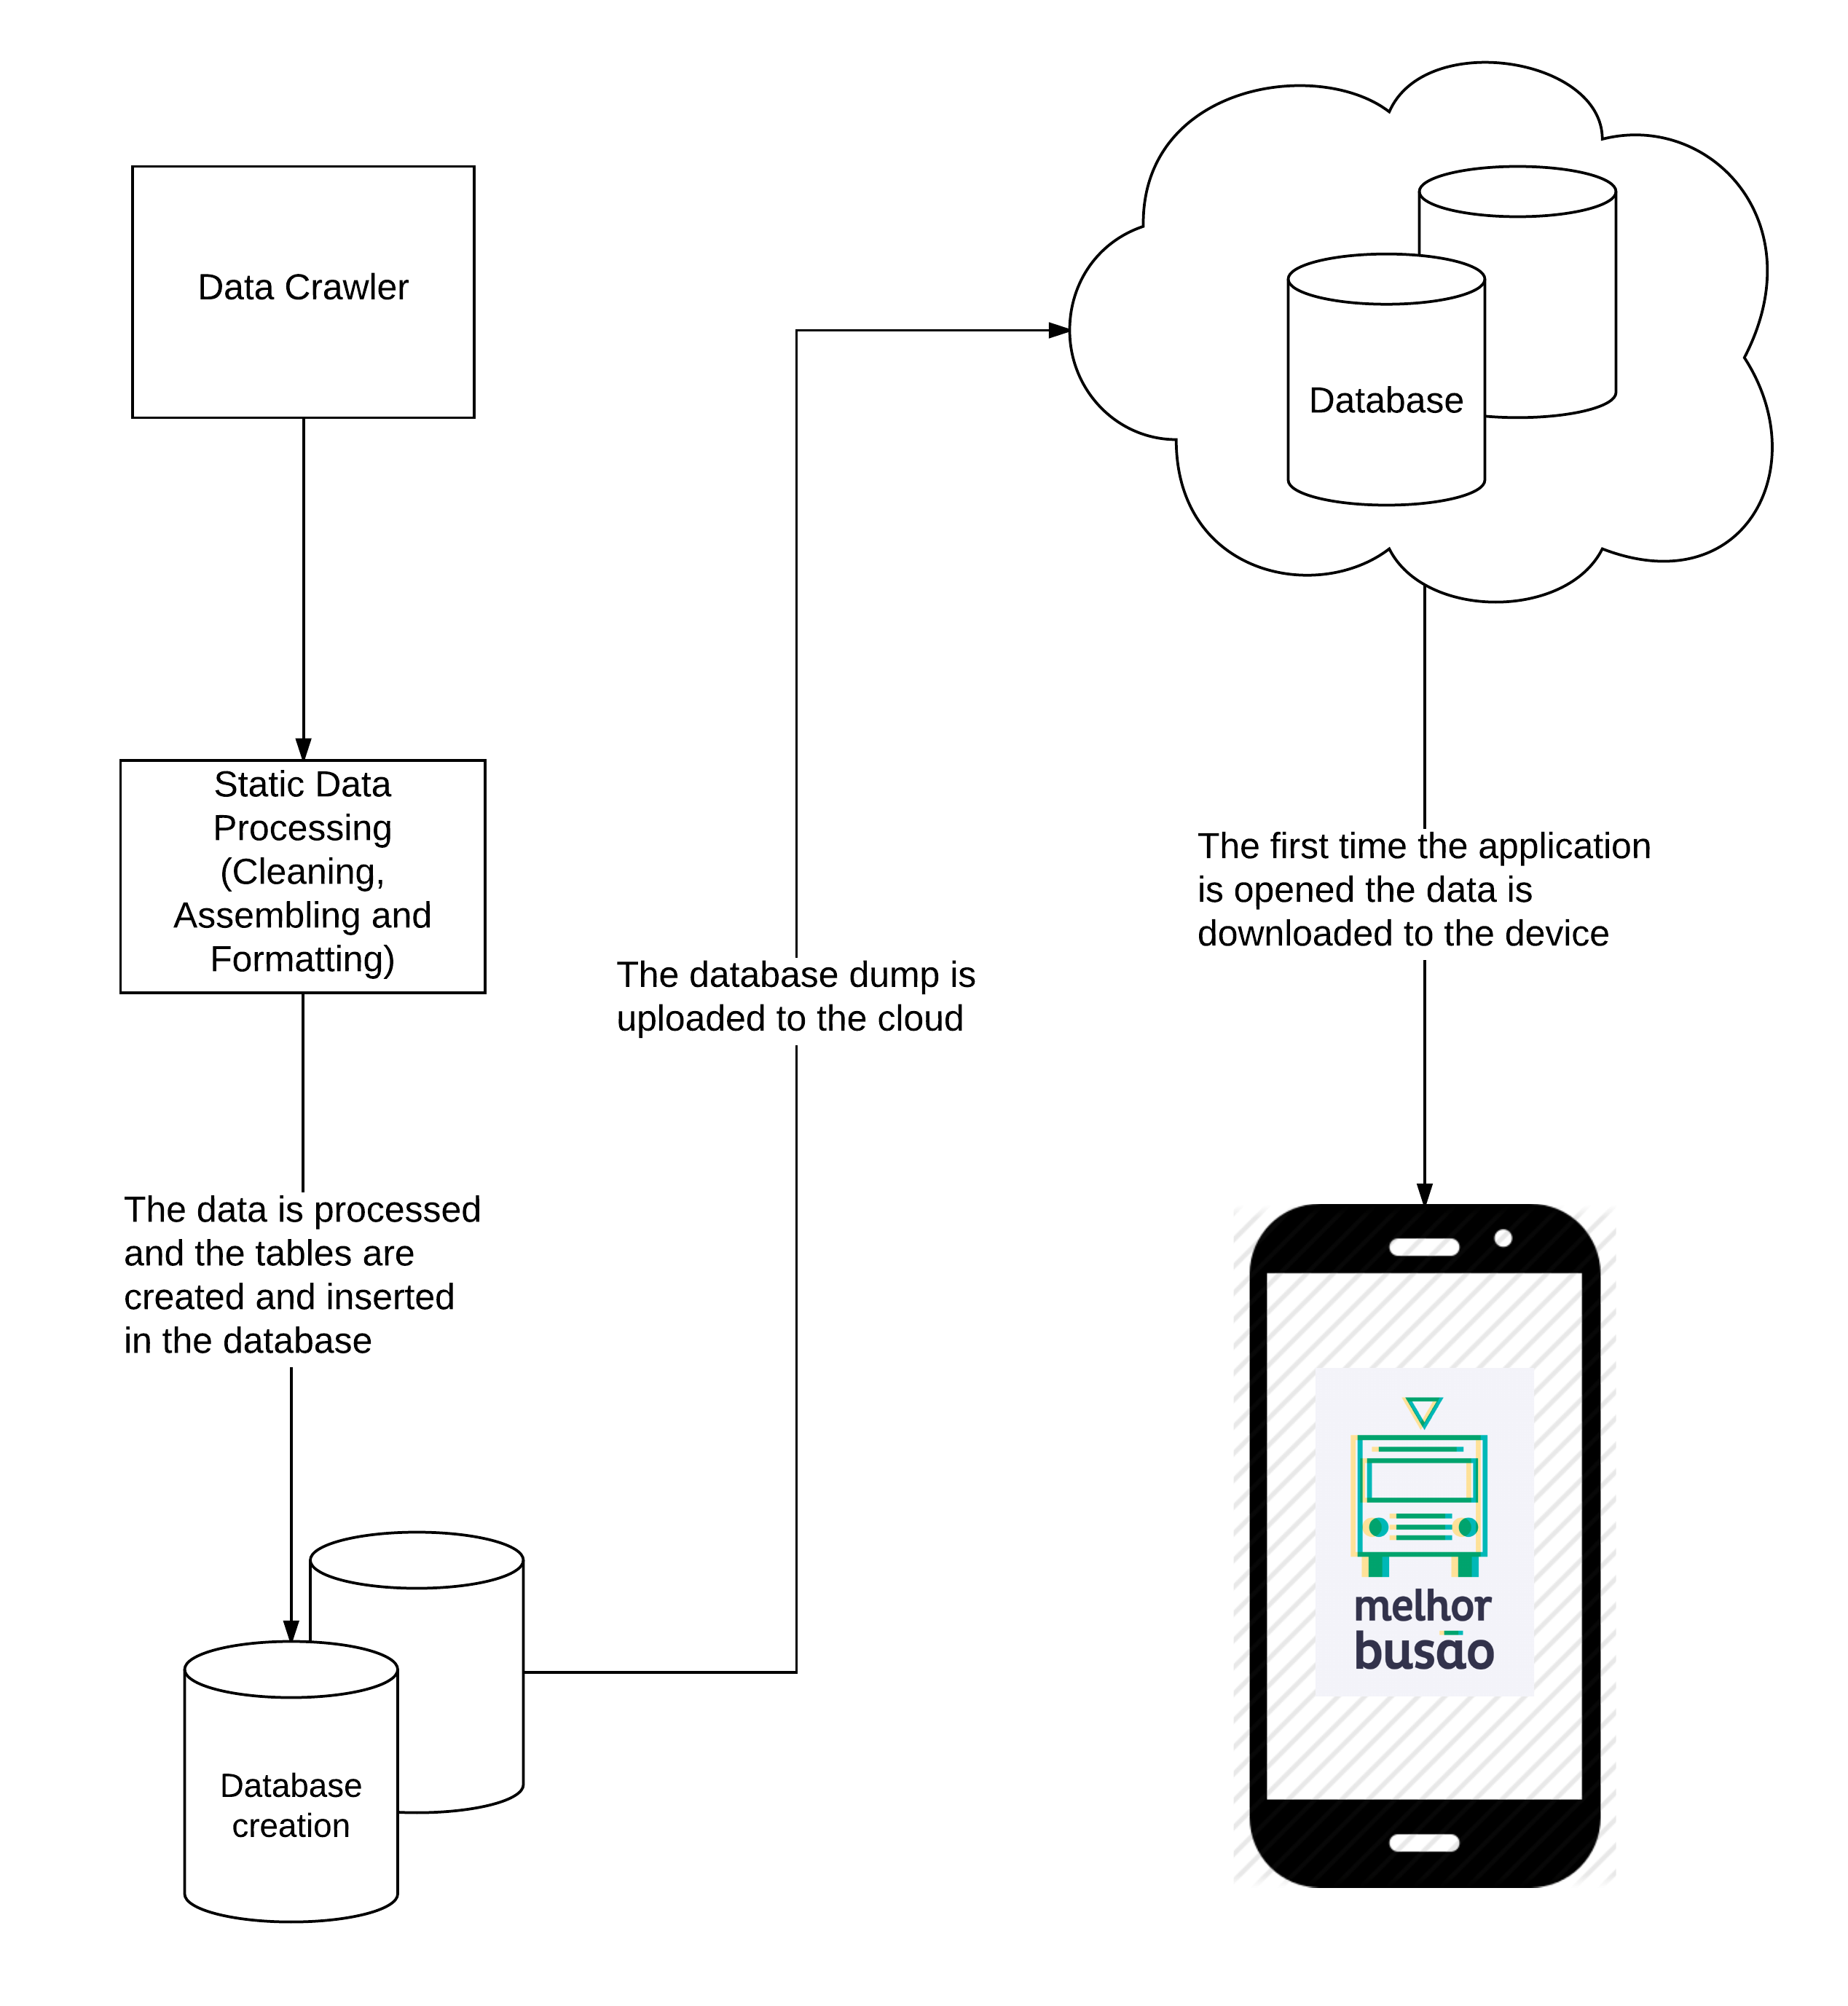 Data Crawler
Database
Static Data
Processing
(Cleaning,
Assembling and
Formatting)
The first time the application
is opened the data is
downloaded to the device
The database dump is
uploaded to the cloud
The data is processed
and the tables are
created and inserted
in the database
melhor
busão
Database
creation